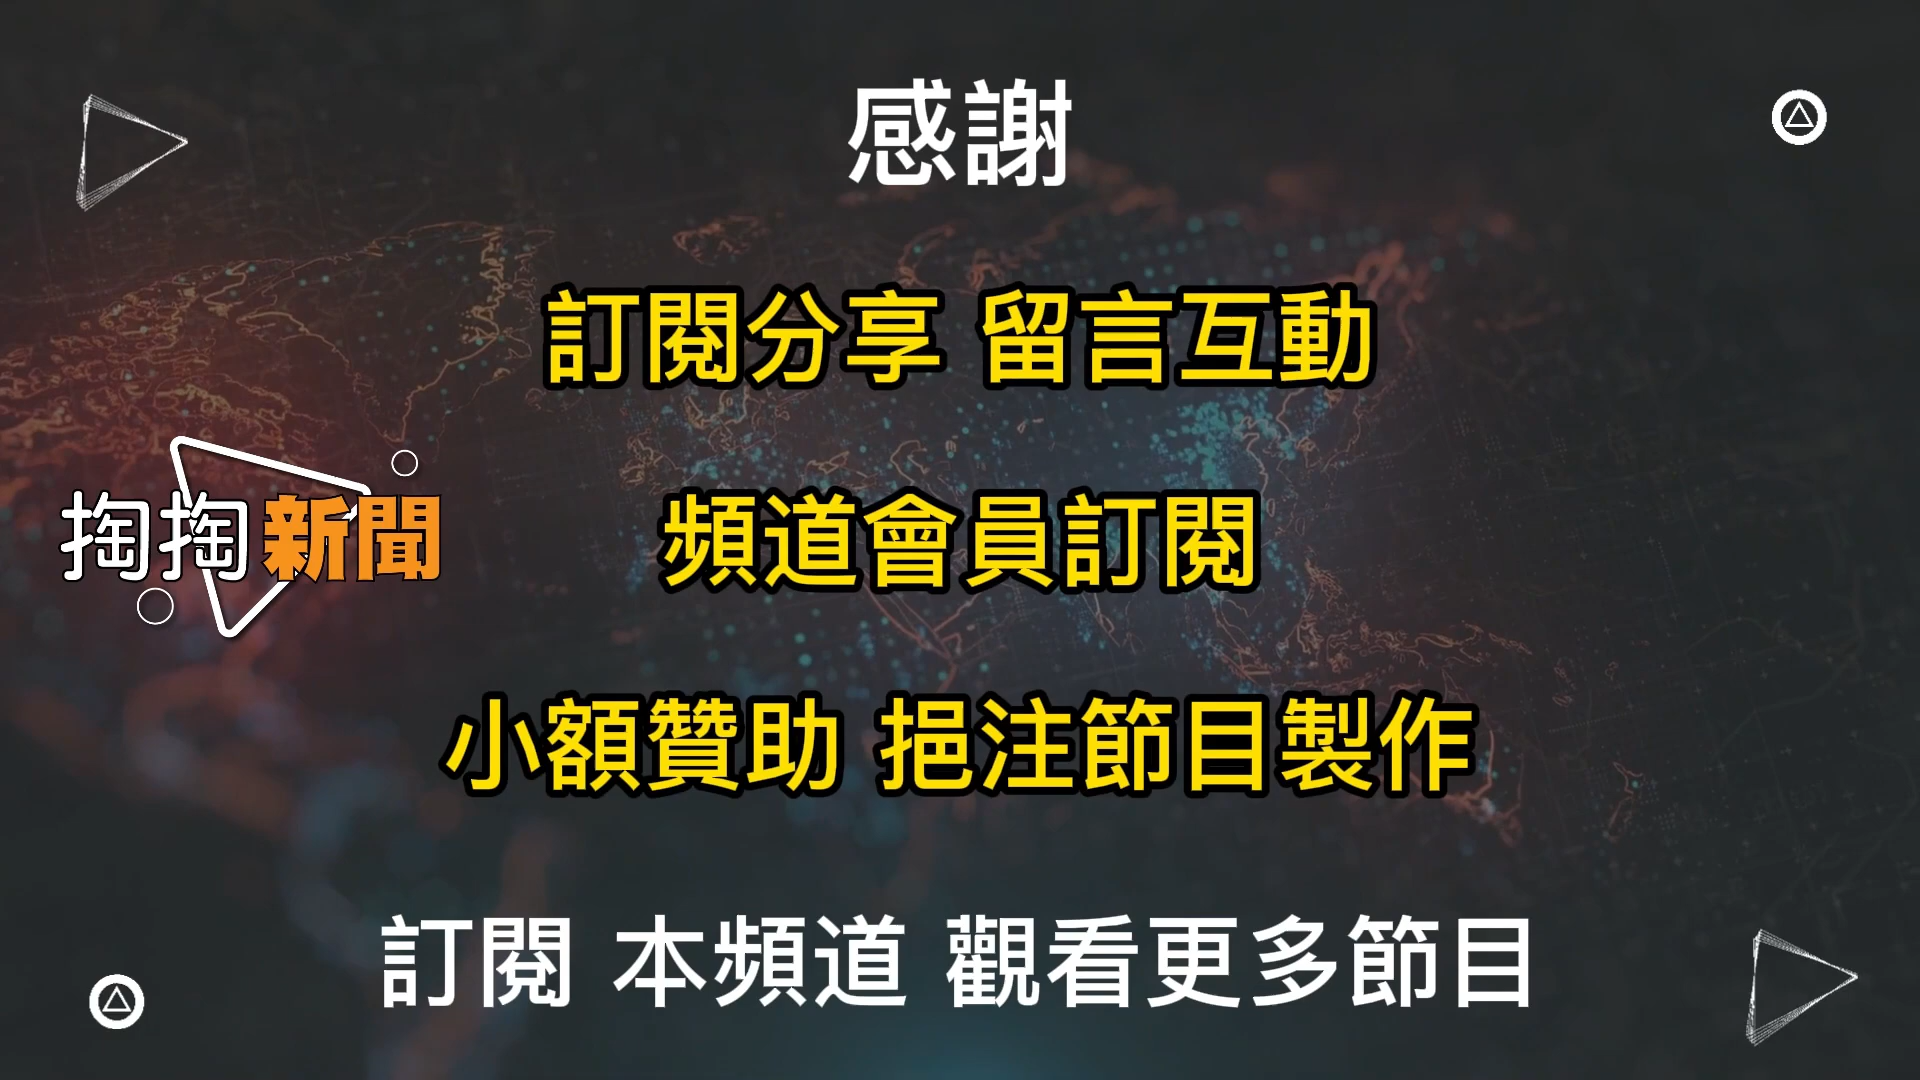 感謝
訂閱分享 留言互動
掏掏新聞
頻道會員訂閱
小額贊助 挹注節目製作
訂閱 本頻道 觀看更多節目